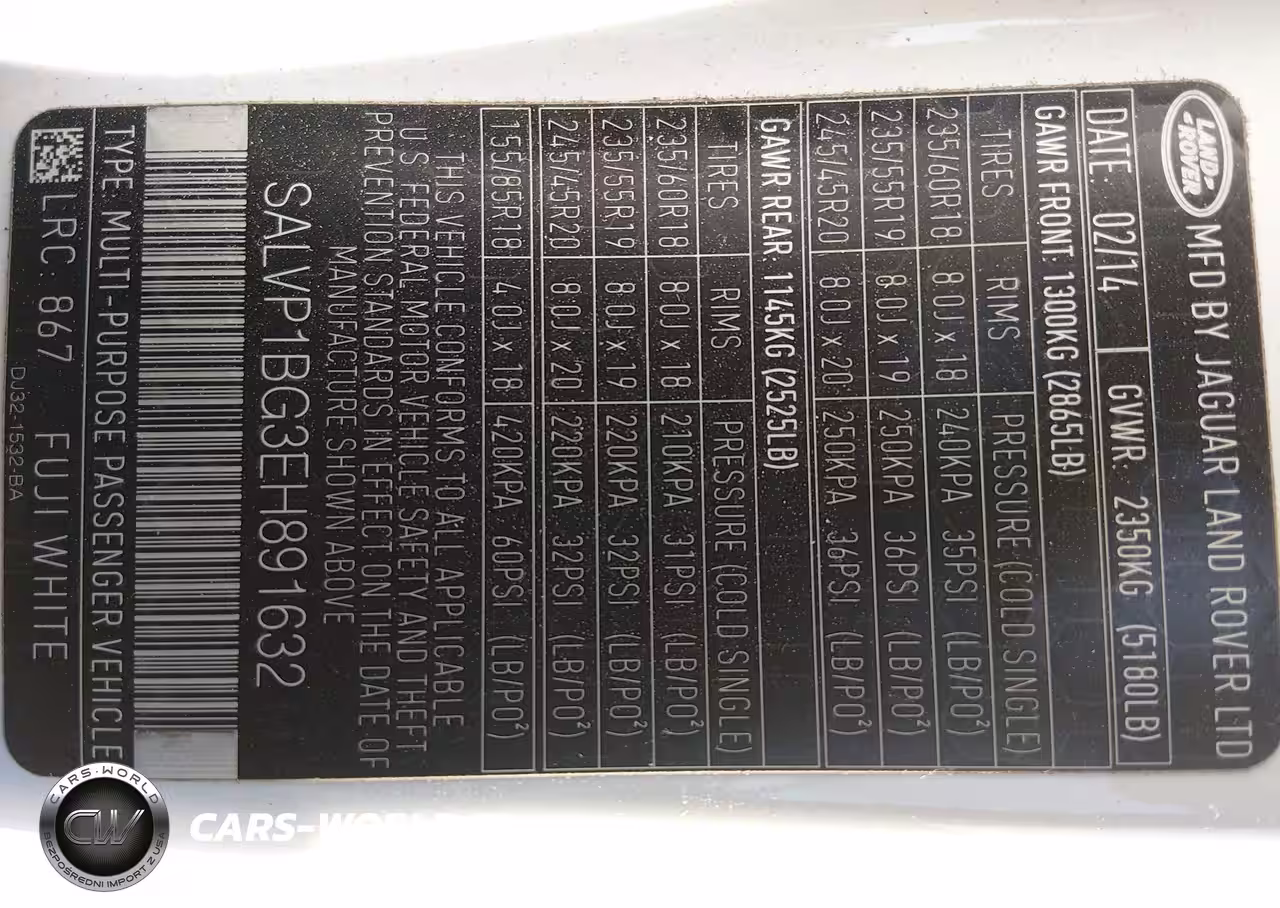 LAND ROVER
MFD BY JAGUAR LAND ROVER LTD
DATE: 02/14 GVWR: 2350KG (5180LB)
GAWR FRONT: 1300KG (2865LB)
TIRES RIMS PRESSURE (COLD SINGLE)
235/60R18 8.0J x 18 240KPA 35PSI (LB/PO²)
235/55R19 8.0J x 19 250KPA 36PSI (LB/PO²)
245/45R20 8.0J x 20 250KPA 36PSI (LB/PO²)
GAWR REAR: 1145KG (2525LB)
TIRES RIMS PRESSURE (COLD SINGLE)
235/60R18 8.0J x 18 210KPA 31PSI (LB/PO²)
235/55R19 8.0J x 19 220KPA 32PSI (LB/PO²)
245/45R20 8.0J x 20 220KPA 32PSI (LB/PO²)
155/85R18 4.0J x 18 420KPA 60PSI (LB/PO²)
THIS VEHICLE CONFORMS TO ALL APPLICABLE
U S FEDERAL MOTOR VEHICLE SAFETY AND THEFT
PREVENTION STANDARDS IN EFFECT ON THE DATE OF
MANUFACTURE SHOWN ABOVE
SALVP1BG3EH891632
TYPE: MULTI-PURPOSE PASSENGER VEHICLE
LRC: 867 FUJI WHITE
DJ32-1532-BA
CARS-WORLD
CW
BEZPOŚREDNI IMPORT Z USA
CARS-WORLD